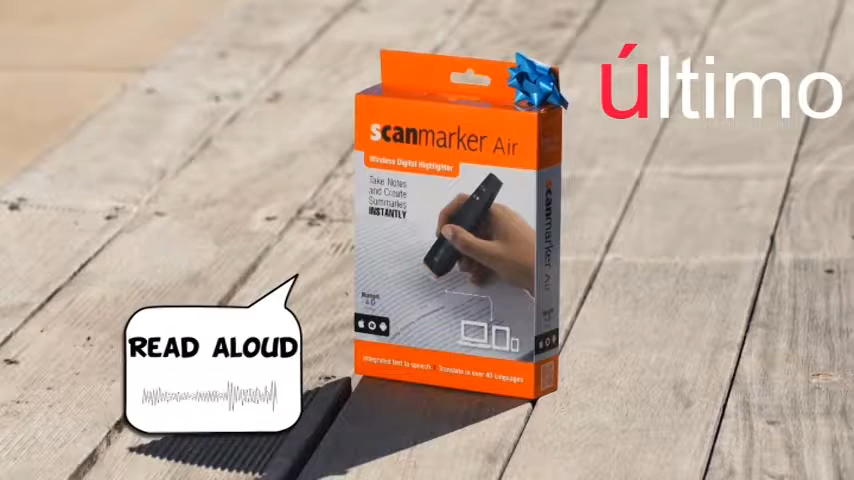 último
scanmarker Air
Wireless Digital Highlighter
Take Notes
and Create
Summaries
INSTANTLY
scanmarker Air
READ ALOUD
Integrated text to speech Translate in over 40 Languages